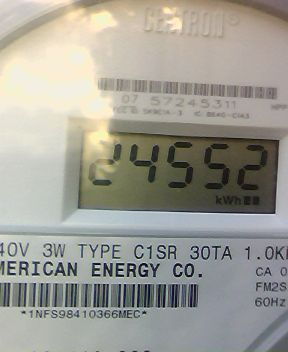 CENTRON®
07 57245311
24552
kWh
40V 3W TYPE C1SR 30TA 1.0K
MERICAN ENERGY CO.
CA 0
FM2S
60Hz
*1NFS98410366MEC*